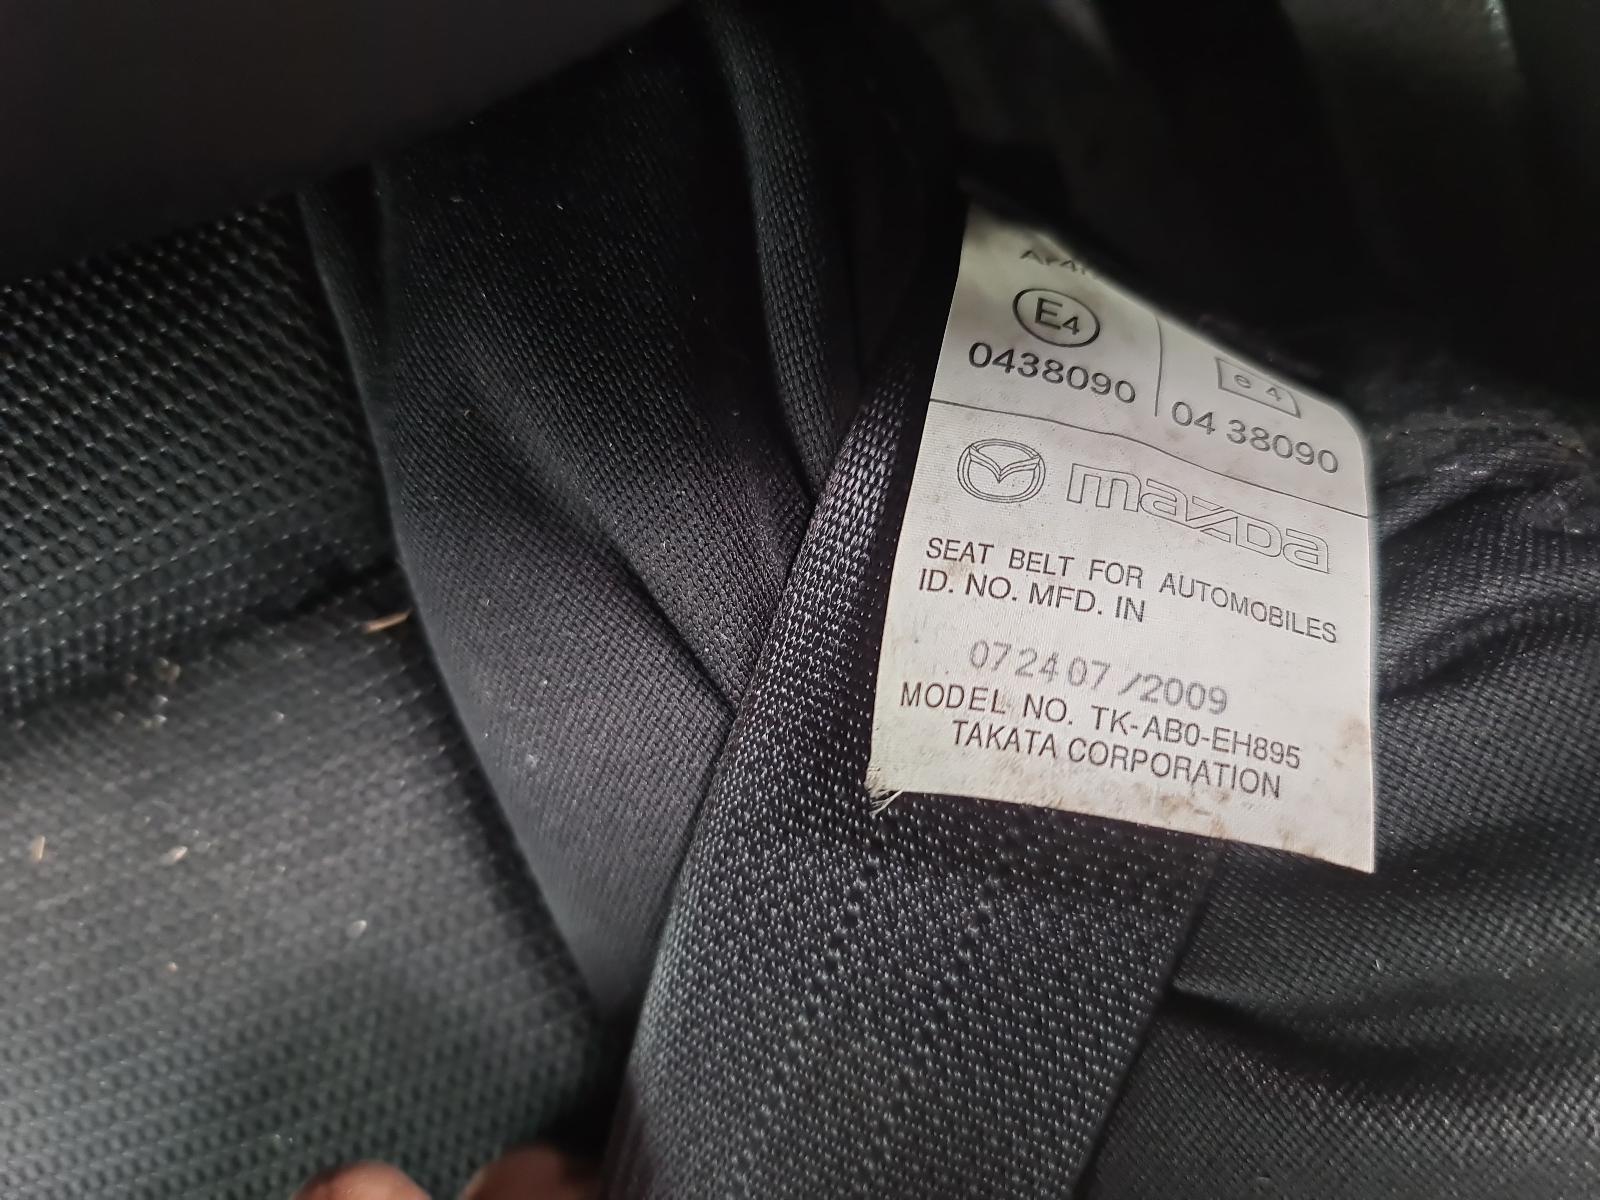 E4
0438090
e 4
04 38090
mazda
SEAT BELT FOR AUTOMOBILES
ID. NO. MFD. IN
072407/2009
MODEL NO. TK-AB0-EH895
TAKATA CORPORATION